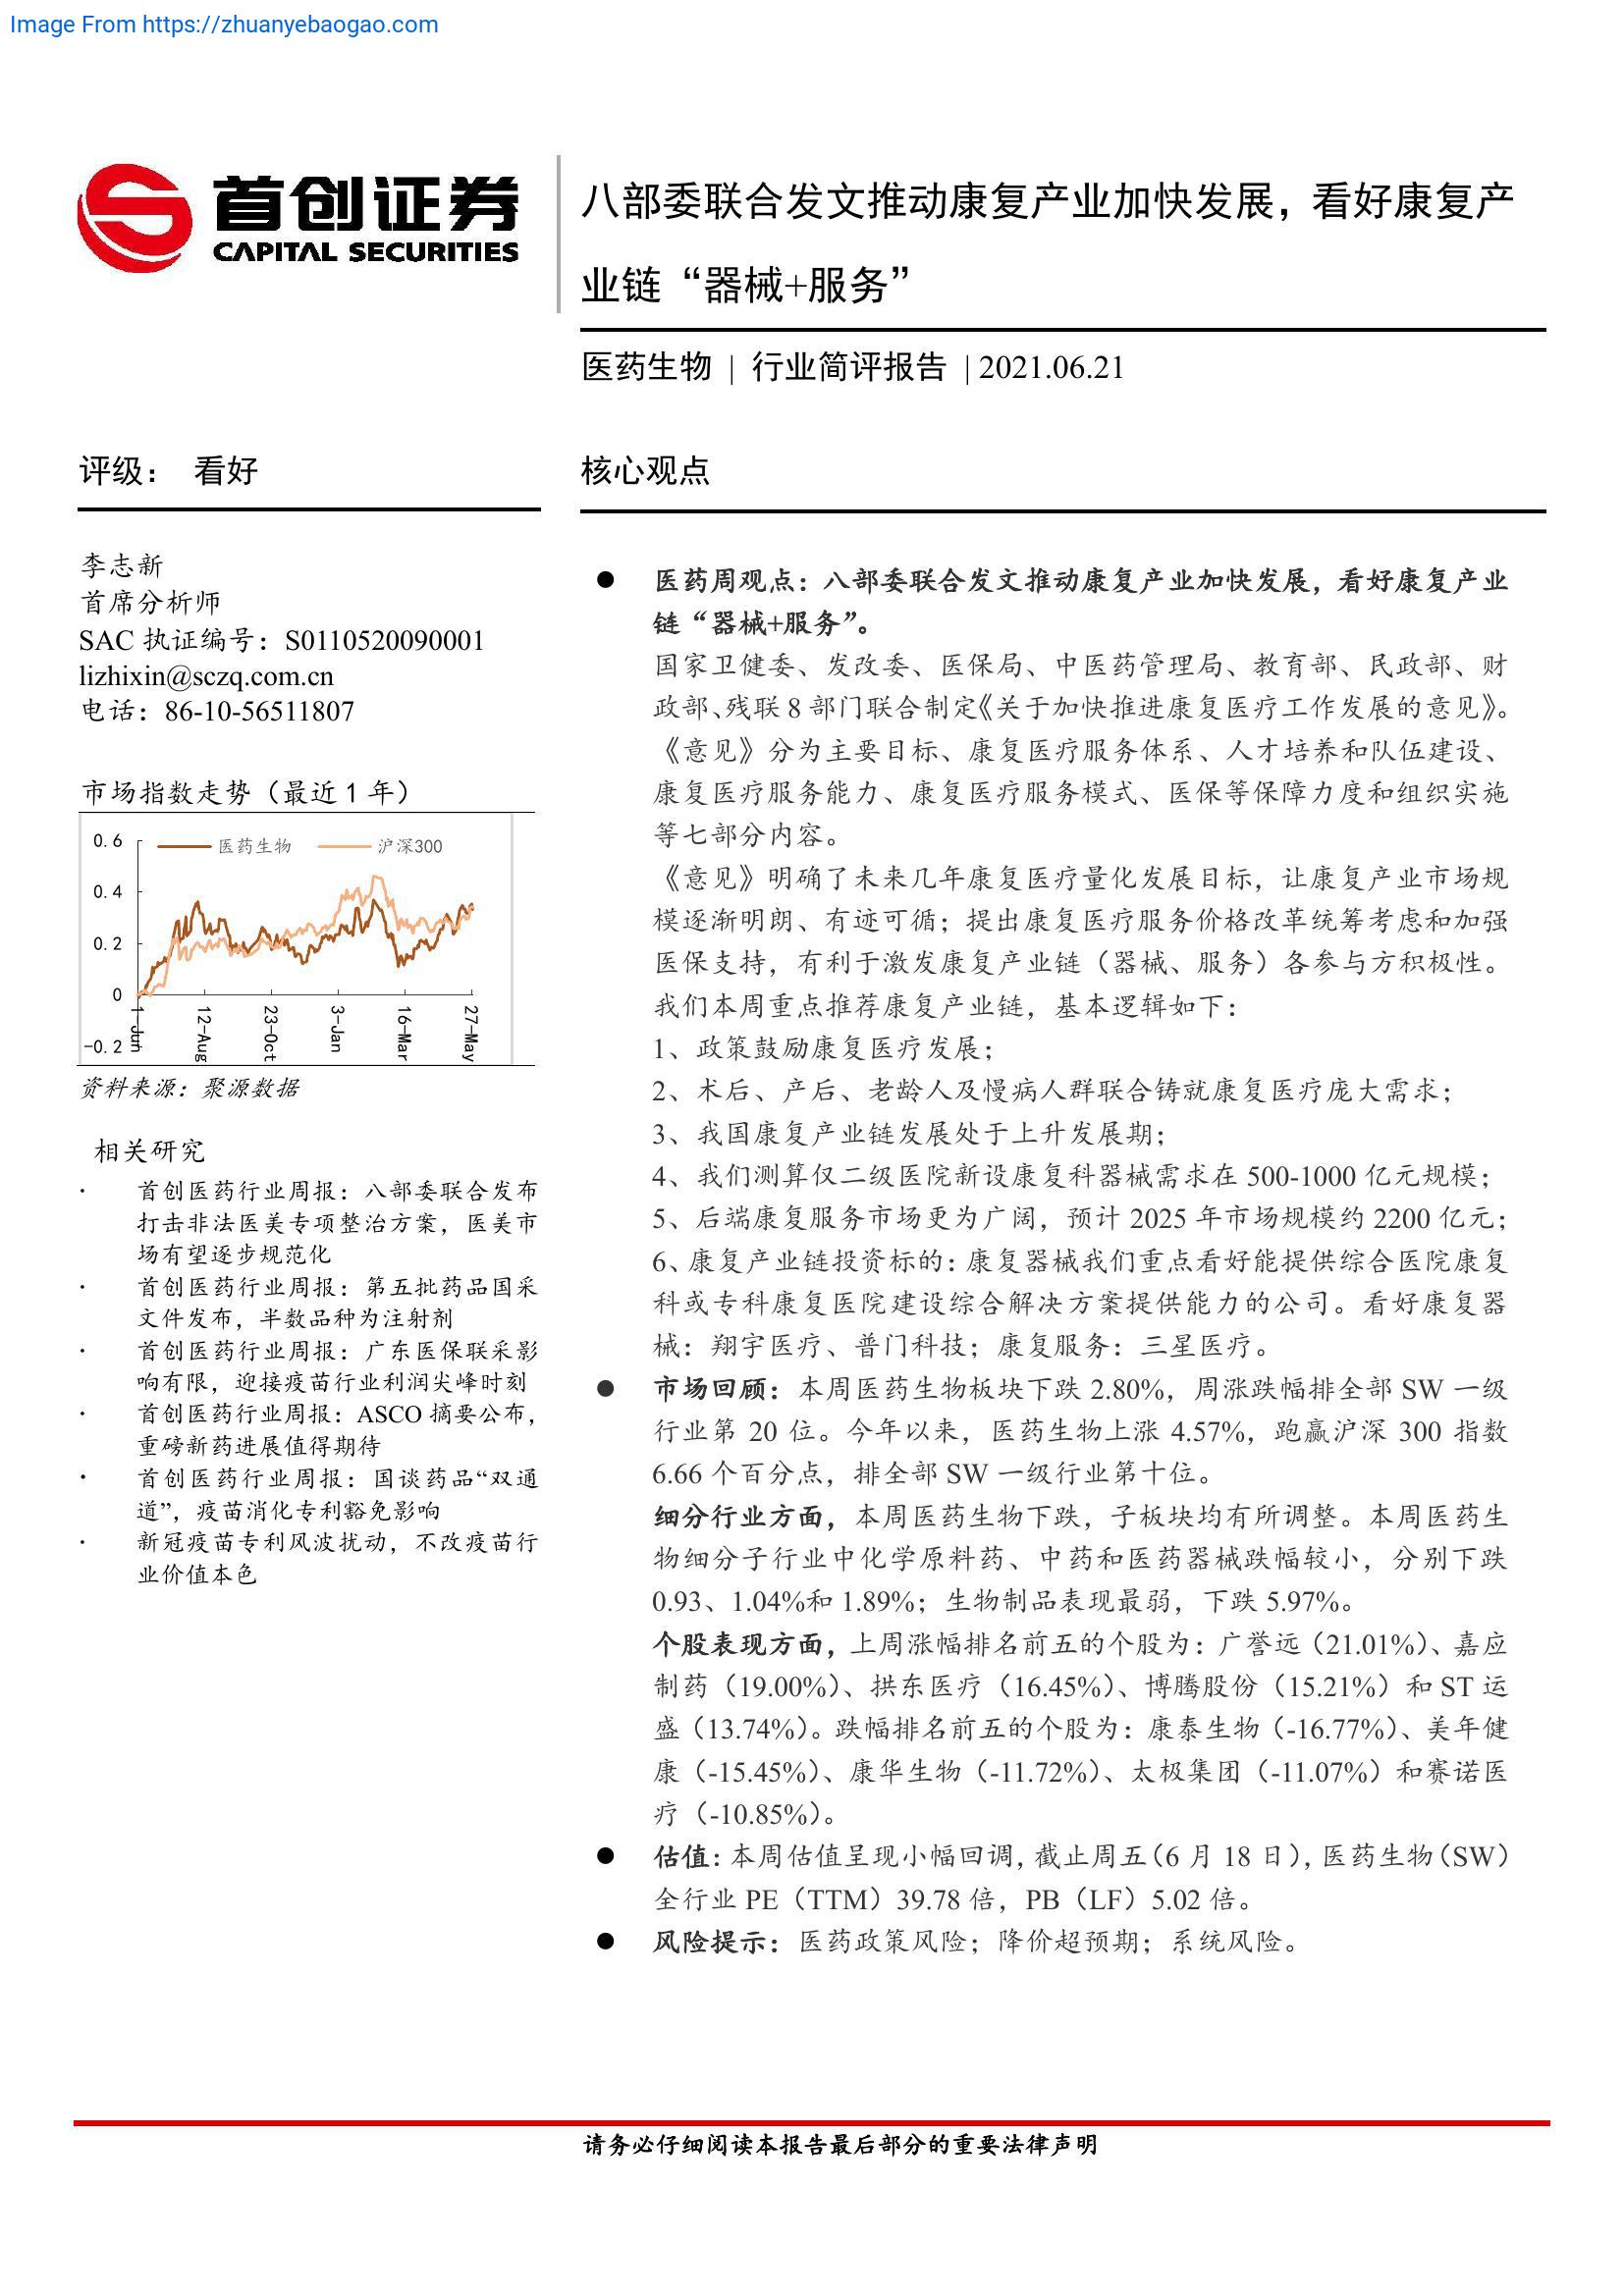 Image From https://zhuanyebaogao.com
首创证券
CAPITAL SECURITIES
八部委联合发文推动康复产业加快发展，看好康复产
业链“器械+服务”
医药生物 | 行业简评报告 | 2021.06.21
评级： 看好
李志新
首席分析师
SAC 执证编号：S0110520090001
lizhixin@sczq.com.cn
电话：86-10-56511807
市场指数走势（最近 1 年）
医药生物 沪深300
0.6
0.4
0.2
0
-0.2
1-Jun
12-Aug
23-Oct
3-Jan
16-Mar
27-May
资料来源：聚源数据
相关研究
· 首创医药行业周报：八部委联合发布
打击非法医美专项整治方案，医美市
场有望逐步规范化
· 首创医药行业周报：第五批药品国采
文件发布，半数品种为注射剂
· 首创医药行业周报：广东医保联采影
响有限，迎接疫苗行业利润尖峰时刻
· 首创医药行业周报：ASCO 摘要公布，
重磅新药进展值得期待
· 首创医药行业周报：国谈药品“双通
道”，疫苗消化专利豁免影响
· 新冠疫苗专利风波扰动，不改疫苗行
业价值本色
核心观点
● 医药周观点：八部委联合发文推动康复产业加快发展，看好康复产业
链“器械+服务”。
国家卫健委、发改委、医保局、中医药管理局、教育部、民政部、财
政部、残联 8 部门联合制定《关于加快推进康复医疗工作发展的意见》。
《意见》分为主要目标、康复医疗服务体系、人才培养和队伍建设、
康复医疗服务能力、康复医疗服务模式、医保等保障力度和组织实施
等七部分内容。
《意见》明确了未来几年康复医疗量化发展目标，让康复产业市场规
模逐渐明朗、有迹可循；提出康复医疗服务价格改革统筹考虑和加强
医保支持，有利于激发康复产业链（器械、服务）各参与方积极性。
我们本周重点推荐康复产业链，基本逻辑如下：
1、政策鼓励康复医疗发展；
2、术后、产后、老龄人及慢病人群联合铸就康复医疗庞大需求；
3、我国康复产业链发展处于上升发展期；
4、我们测算仅二级医院新设康复科器械需求在 500-1000 亿元规模；
5、后端康复服务市场更为广阔，预计 2025 年市场规模约 2200 亿元；
6、康复产业链投资标的：康复器械我们重点看好能提供综合医院康复
科或专科康复医院建设综合解决方案提供能力的公司。看好康复器
械：翔宇医疗、普门科技；康复服务：三星医疗。
● 市场回顾：本周医药生物板块下跌 2.80%，周涨跌幅排全部 SW 一级
行业第 20 位。今年以来，医药生物上涨 4.57%，跑赢沪深 300 指数
6.66 个百分点，排全部 SW 一级行业第十位。
细分行业方面，本周医药生物下跌，子板块均有所调整。本周医药生
物细分子行业中化学原料药、中药和医药器械跌幅较小，分别下跌
0.93、1.04%和 1.89%；生物制品表现最弱，下跌 5.97%。
个股表现方面，上周涨幅排名前五的个股为：广誉远（21.01%）、嘉应
制药（19.00%）、拱东医疗（16.45%）、博腾股份（15.21%）和 ST 运
盛（13.74%）。跌幅排名前五的个股为：康泰生物（-16.77%）、美年健
康（-15.45%）、康华生物（-11.72%）、太极集团（-11.07%）和赛诺医
疗（-10.85%）。
● 估值：本周估值呈现小幅回调，截止周五（6 月 18 日），医药生物（SW）
全行业 PE（TTM）39.78 倍，PB（LF）5.02 倍。
● 风险提示：医药政策风险；降价超预期；系统风险。
请务必仔细阅读本报告最后部分的重要法律声明